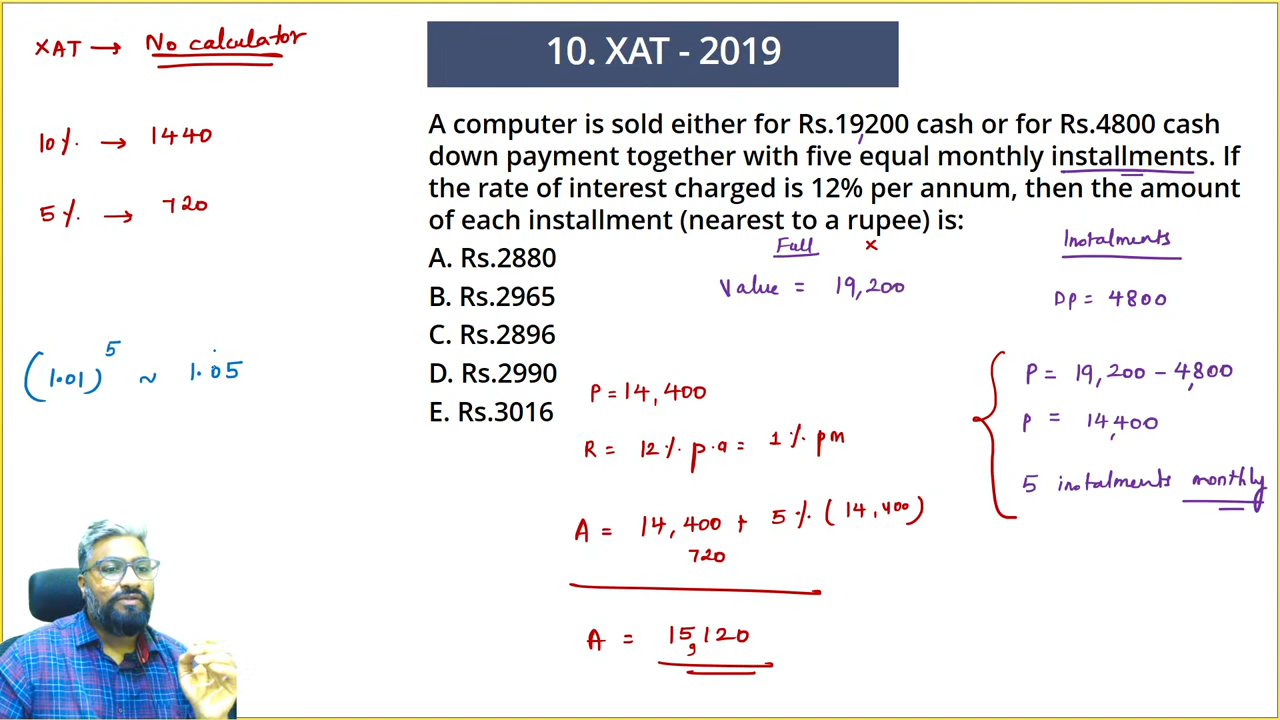 XAT → No calculator
10. XAT - 2019
10%. → 1440
5%. → 720
(1.01)^5 ~ 1.05
A computer is sold either for Rs.19200 cash or for Rs.4800 cash
down payment together with five equal monthly installments. If
the rate of interest charged is 12% per annum, then the amount
of each installment (nearest to a rupee) is:
A. Rs.2880
B. Rs.2965
C. Rs.2896
D. Rs.2990
E. Rs.3016
Full x
Value = 19,200
P = 14,400
R = 12%. p.a = 1%. pm
A = 14,400 + 5%. (14,400)
720
A = 15,120
Instalments
DP = 4800
P = 19,200 - 4,800
P = 14,400
5 instalments monthly